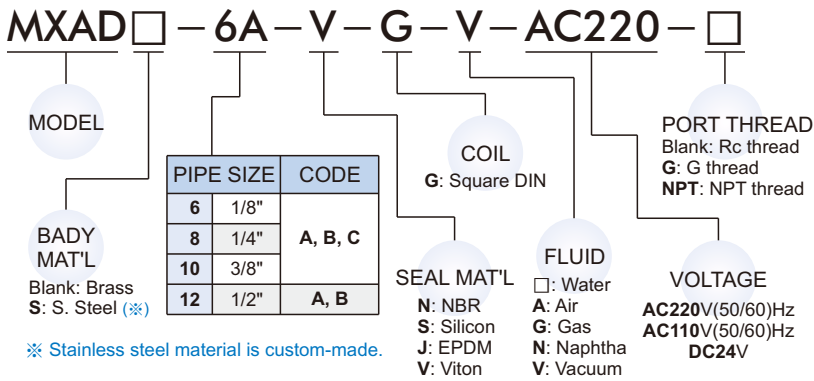 MXAD□－6A－V－G－V－AC220－□
MODEL
BADY
MAT'L
Blank: Brass
S: S. Steel (※)
PIPE SIZE CODE
6 1/8"
8 1/4" A, B, C
10 3/8"
12 1/2" A, B
※ Stainless steel material is custom-made.
SEAL MAT'L
N: NBR
S: Silicon
J: EPDM
V: Viton
COIL
G: Square DIN
FLUID
□: Water
A: Air
G: Gas
N: Naphtha
V: Vacuum
PORT THREAD
Blank: Rc thread
G: G thread
NPT: NPT thread
VOLTAGE
AC220V(50/60)Hz
AC110V(50/60)Hz
DC24V